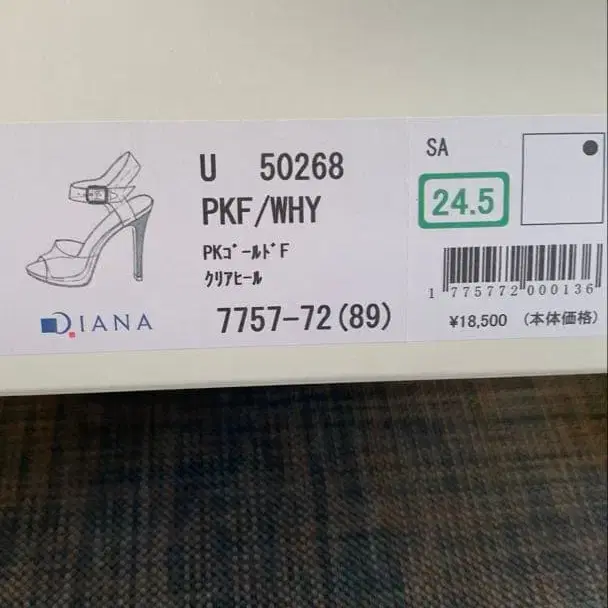 U 50268
PKF/WHY
PKｺﾞｰﾙﾄﾞF
ｸﾘｱﾋｰﾙ
7757-72(89)
DIANA
SA
24.5
1 775772 000136
¥18,500 (本体価格)